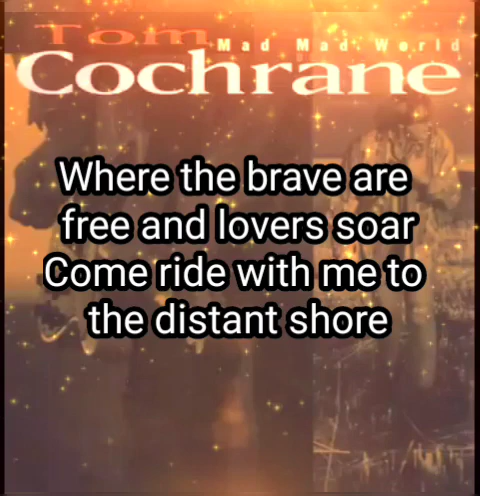 Tom
Mad Mad World
Cochrane
Where the brave are
free and lovers soar
Come ride with me to
the distant shore